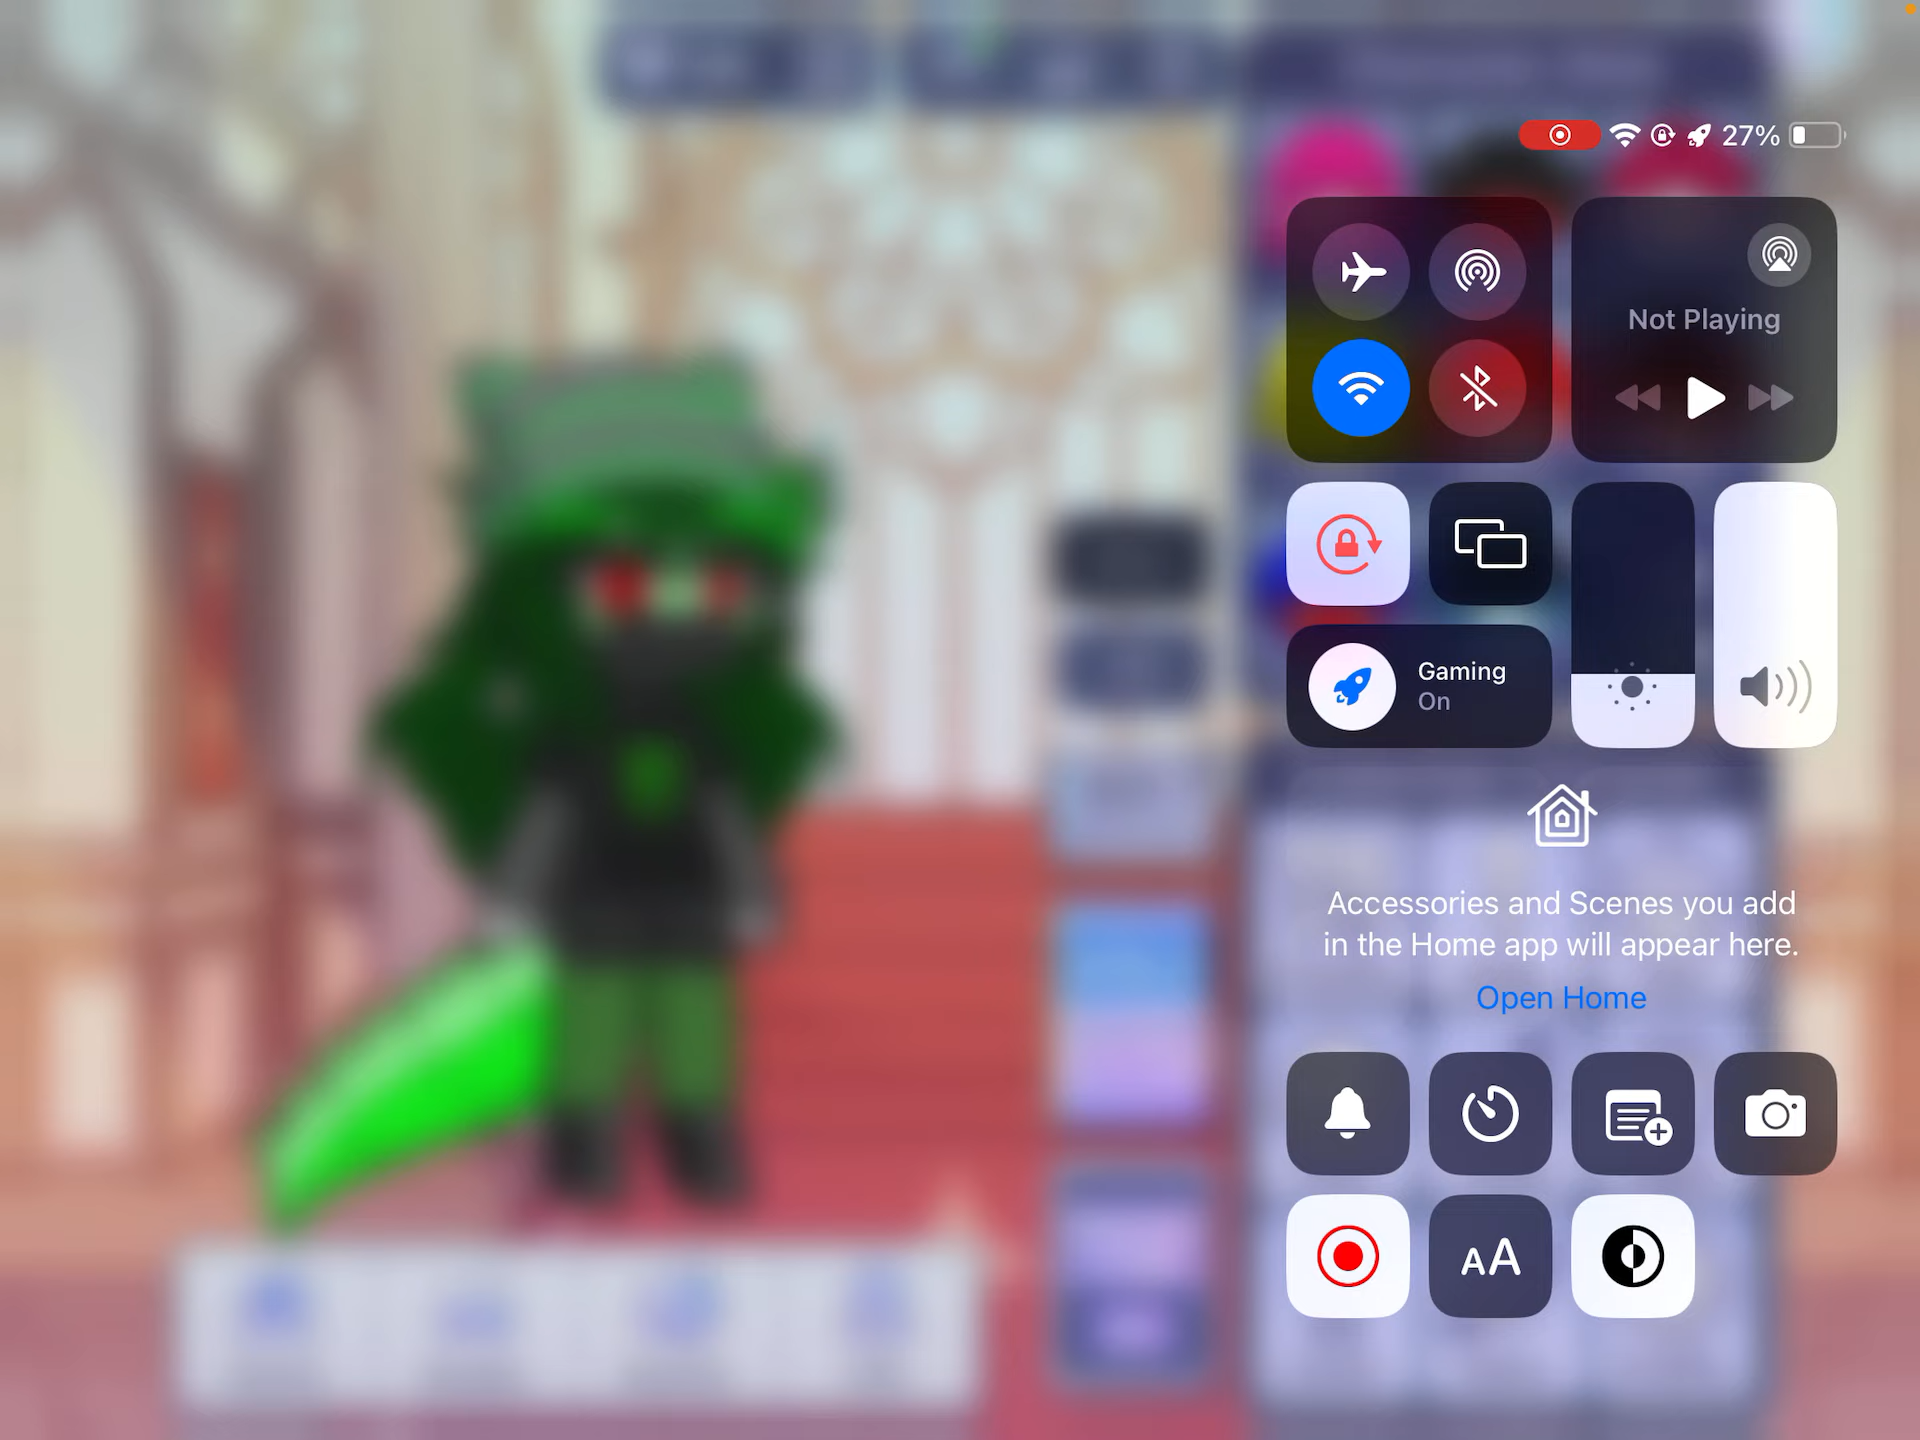 27%
Not Playing
Gaming
On
Accessories and Scenes you add
in the Home app will appear here.
Open Home
AA